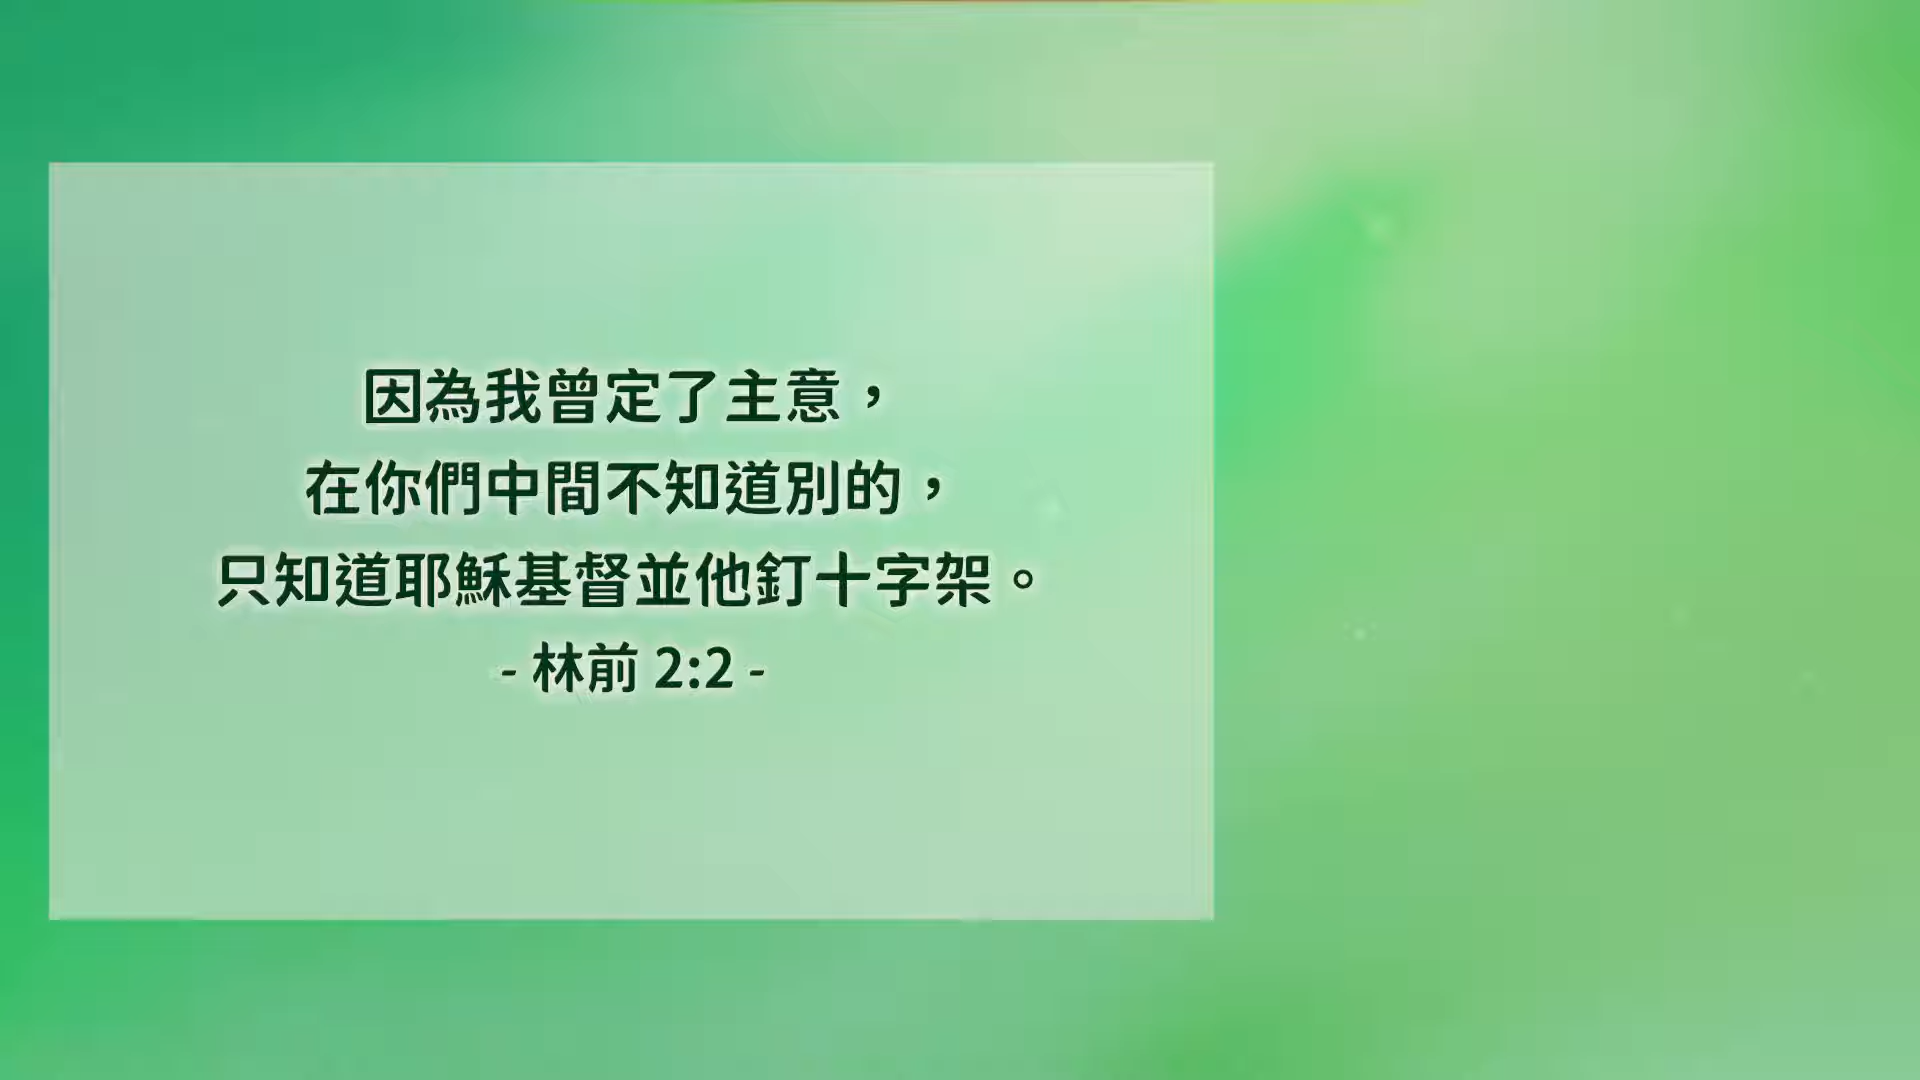 因為我曾定了主意，
在你們中間不知道別的，
只知道耶穌基督並他釘十字架。
- 林前 2:2 -